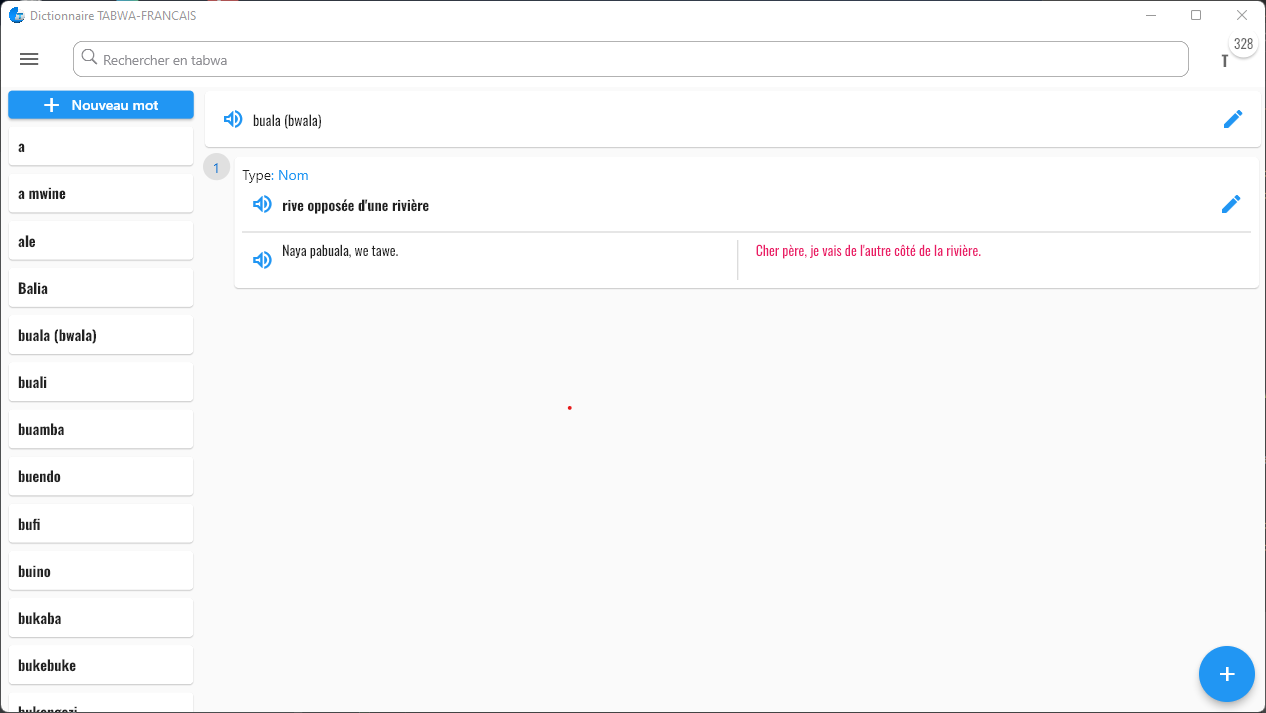 Dictionnaire TABWA-FRANCAIS
Rechercher en tabwa
T
328
Nouveau mot
a
a mwine
ale
Balia
buala (bwala)
buali
buamba
buendo
bufi
buino
bukaba
bukebuke
buala (bwala)
1
Type: Nom
rive opposée d'une rivière
Naya pabuala, we tawe.
Cher père, je vais de l'autre côté de la rivière.